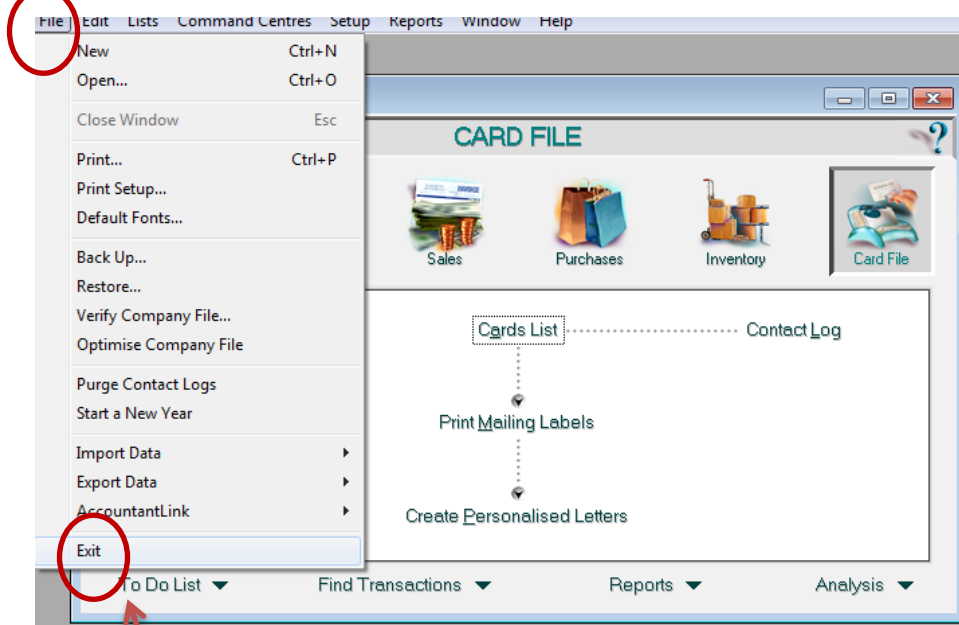 File Edit Lists Command Centres Setup Reports Window Help
New Ctrl+N
Open... Ctrl+O
Close Window Esc
Print... Ctrl+P
Print Setup...
Default Fonts...
Back Up...
Restore...
Verify Company File...
Optimise Company File
Purge Contact Logs
Start a New Year
Import Data
Export Data
AccountantLink
Exit
CARD FILE
INVOICE
Sales Purchases Inventory Card File
Cards List Contact Log
Print Mailing Labels
Create Personalised Letters
To Do List Find Transactions Reports Analysis